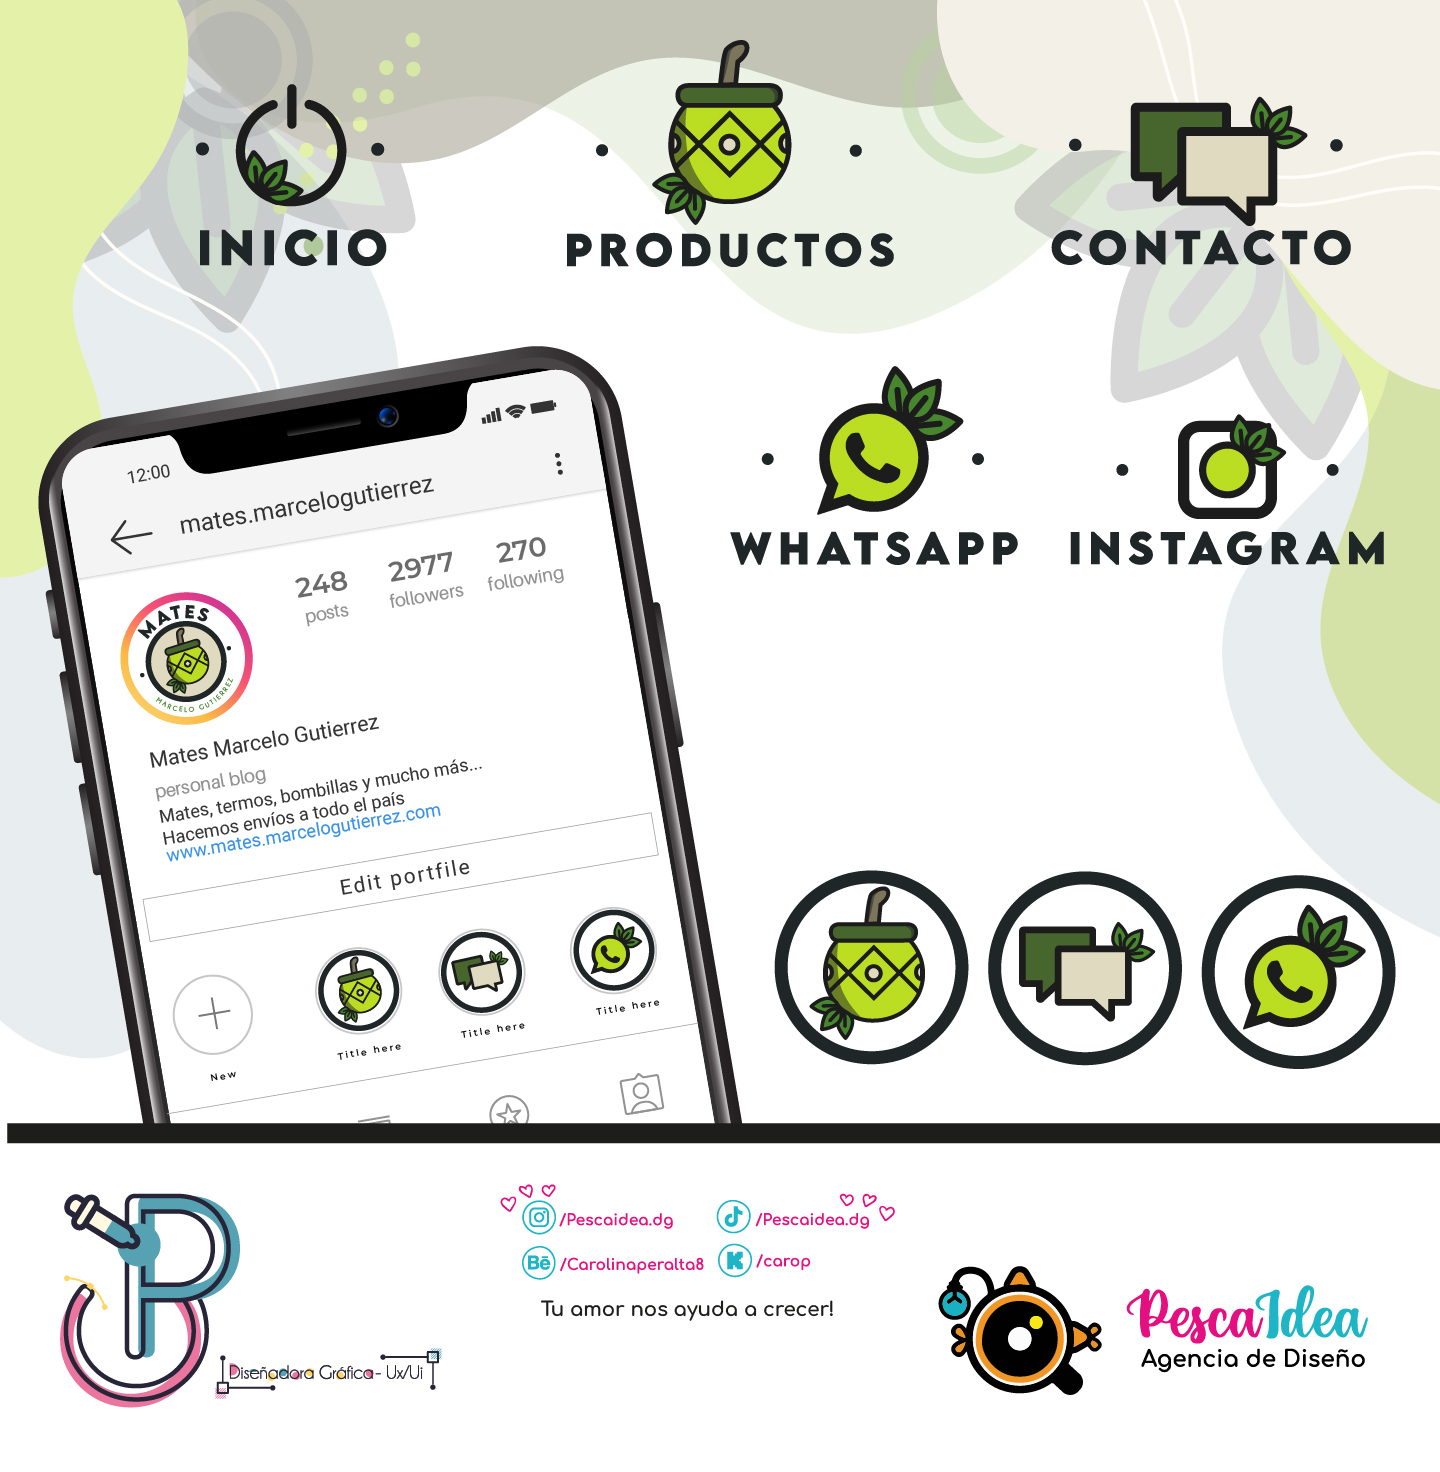 INICIO
PRODUCTOS
CONTACTO
WHATSAPP
INSTAGRAM
12:00
mates.marcelogutierrez
248
posts
2977
followers
270
following
MATES
MARCELO GUTIERREZ
Mates Marcelo Gutierrez
personal blog
Mates, termos, bombillas y mucho más...
Hacemos envíos a todo el país
www.mates.marcelogutierrez.com
Edit portfile
New
Title here
Title here
Title here
/Pescaidea.dg
/Pescaidea.dg
Bē /Carolinaperalta8
K /carop
Tu amor nos ayuda a crecer!
P
Diseñadora Gráfica- Ux/Ui
PescaIdea
Agencia de Diseño